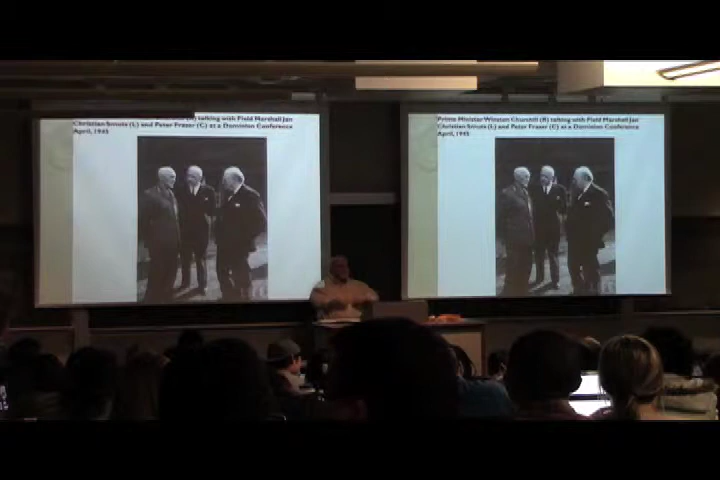 (R) talking with Field Marshall Jan
Christian Smuts (L) and Peter Fraser (C) at a Dominion Conference
April, 1945
Prime Minister Winston Churchill (R) talking with Field Marshall Jan
Christian Smuts (L) and Peter Fraser (C) at a Dominion Conference
April, 1945